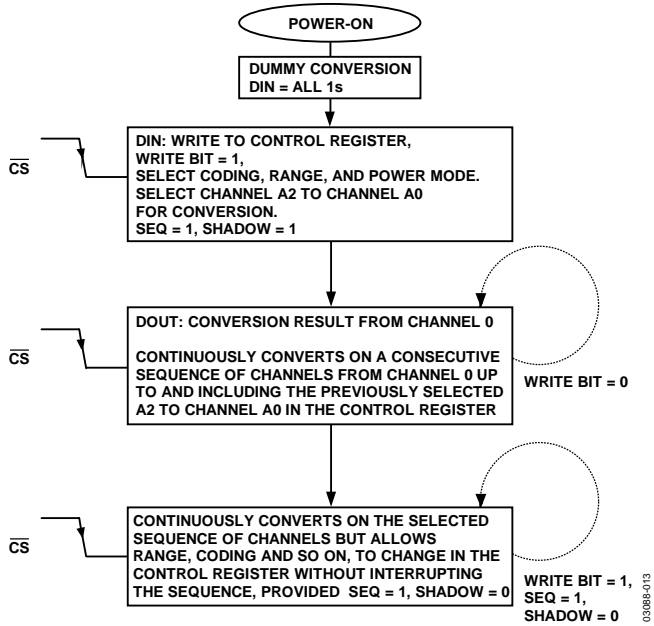 POWER-ON
DUMMY CONVERSION
DIN = ALL 1s
CS
DIN: WRITE TO CONTROL REGISTER,
WRITE BIT = 1,
SELECT CODING, RANGE, AND POWER MODE.
SELECT CHANNEL A2 TO CHANNEL A0
FOR CONVERSION.
SEQ = 1, SHADOW = 1
CS
DOUT: CONVERSION RESULT FROM CHANNEL 0
CONTINUOUSLY CONVERTS ON A CONSECUTIVE
SEQUENCE OF CHANNELS FROM CHANNEL 0 UP
TO AND INCLUDING THE PREVIOUSLY SELECTED
A2 TO CHANNEL A0 IN THE CONTROL REGISTER
WRITE BIT = 0
CS
CONTINUOUSLY CONVERTS ON THE SELECTED
SEQUENCE OF CHANNELS BUT ALLOWS
RANGE, CODING AND SO ON, TO CHANGE IN THE
CONTROL REGISTER WITHOUT INTERRUPTING
THE SEQUENCE, PROVIDED SEQ = 1, SHADOW = 0
WRITE BIT = 1,
SEQ = 1,
SHADOW = 0
03088-013